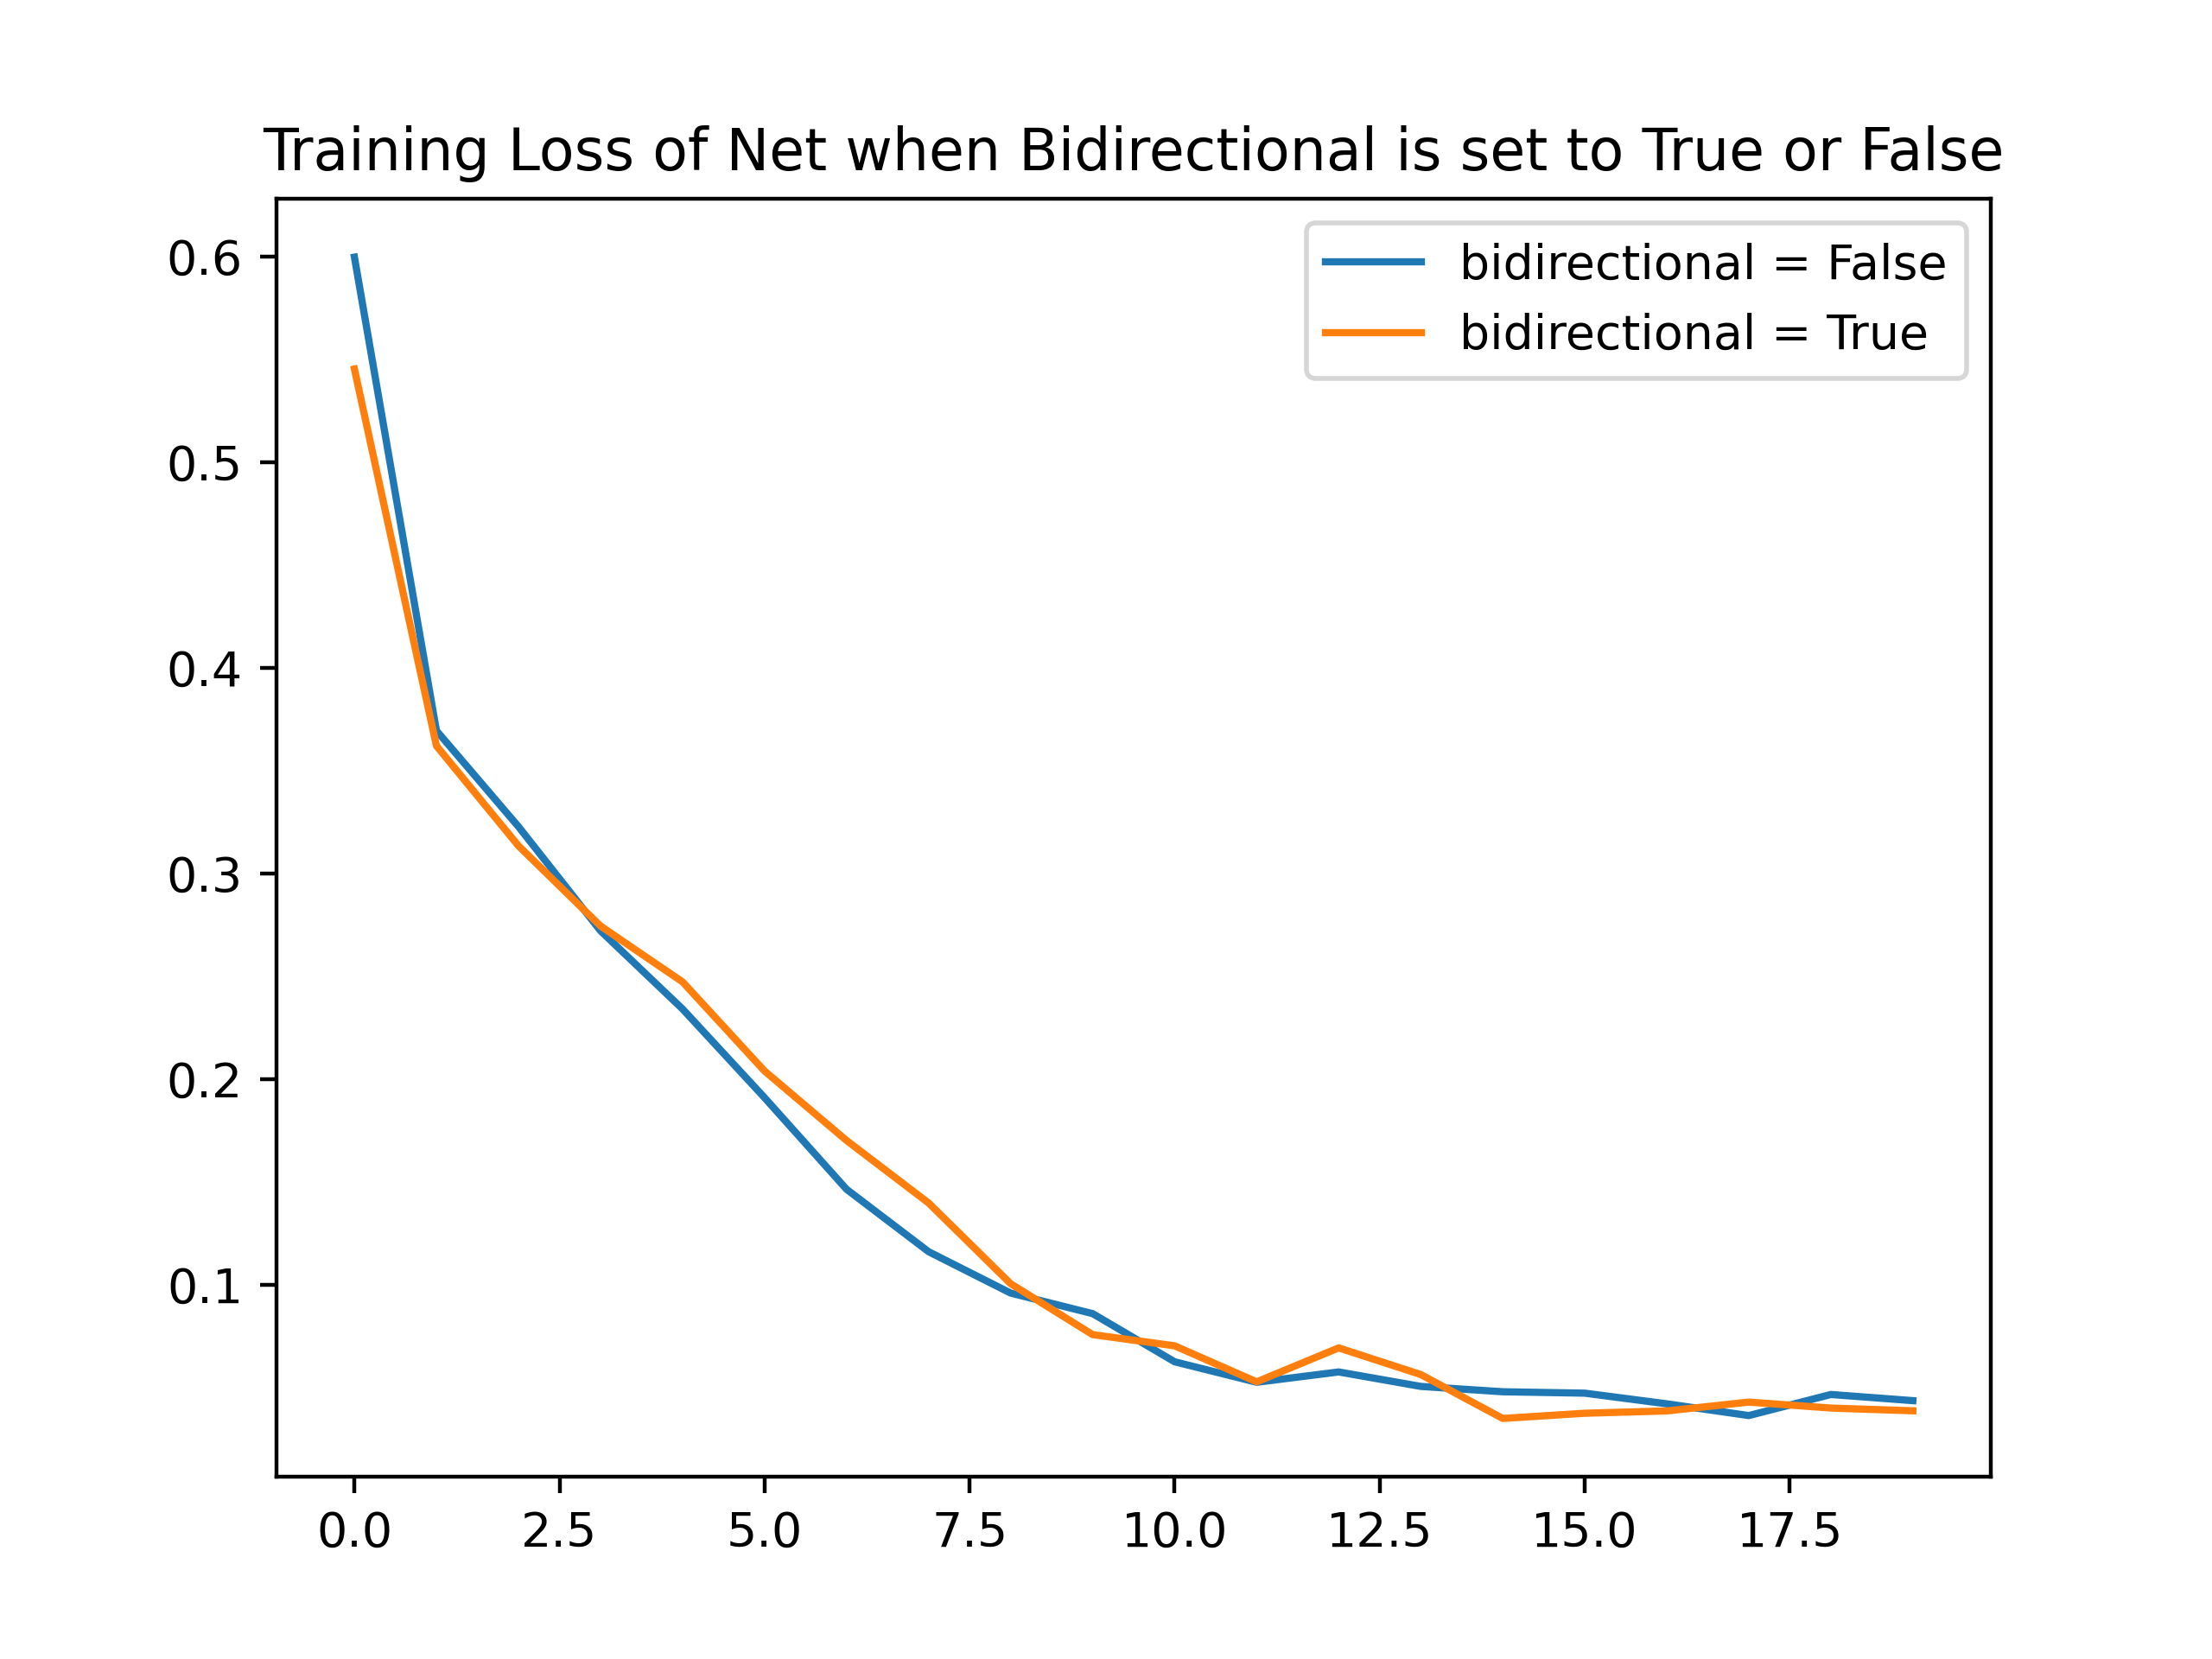 Training Loss of Net when Bidirectional is set to True or False
bidirectional = False
bidirectional = True
0.6
0.5
0.4
0.3
0.2
0.1
0.0 2.5 5.0 7.5 10.0 12.5 15.0 17.5